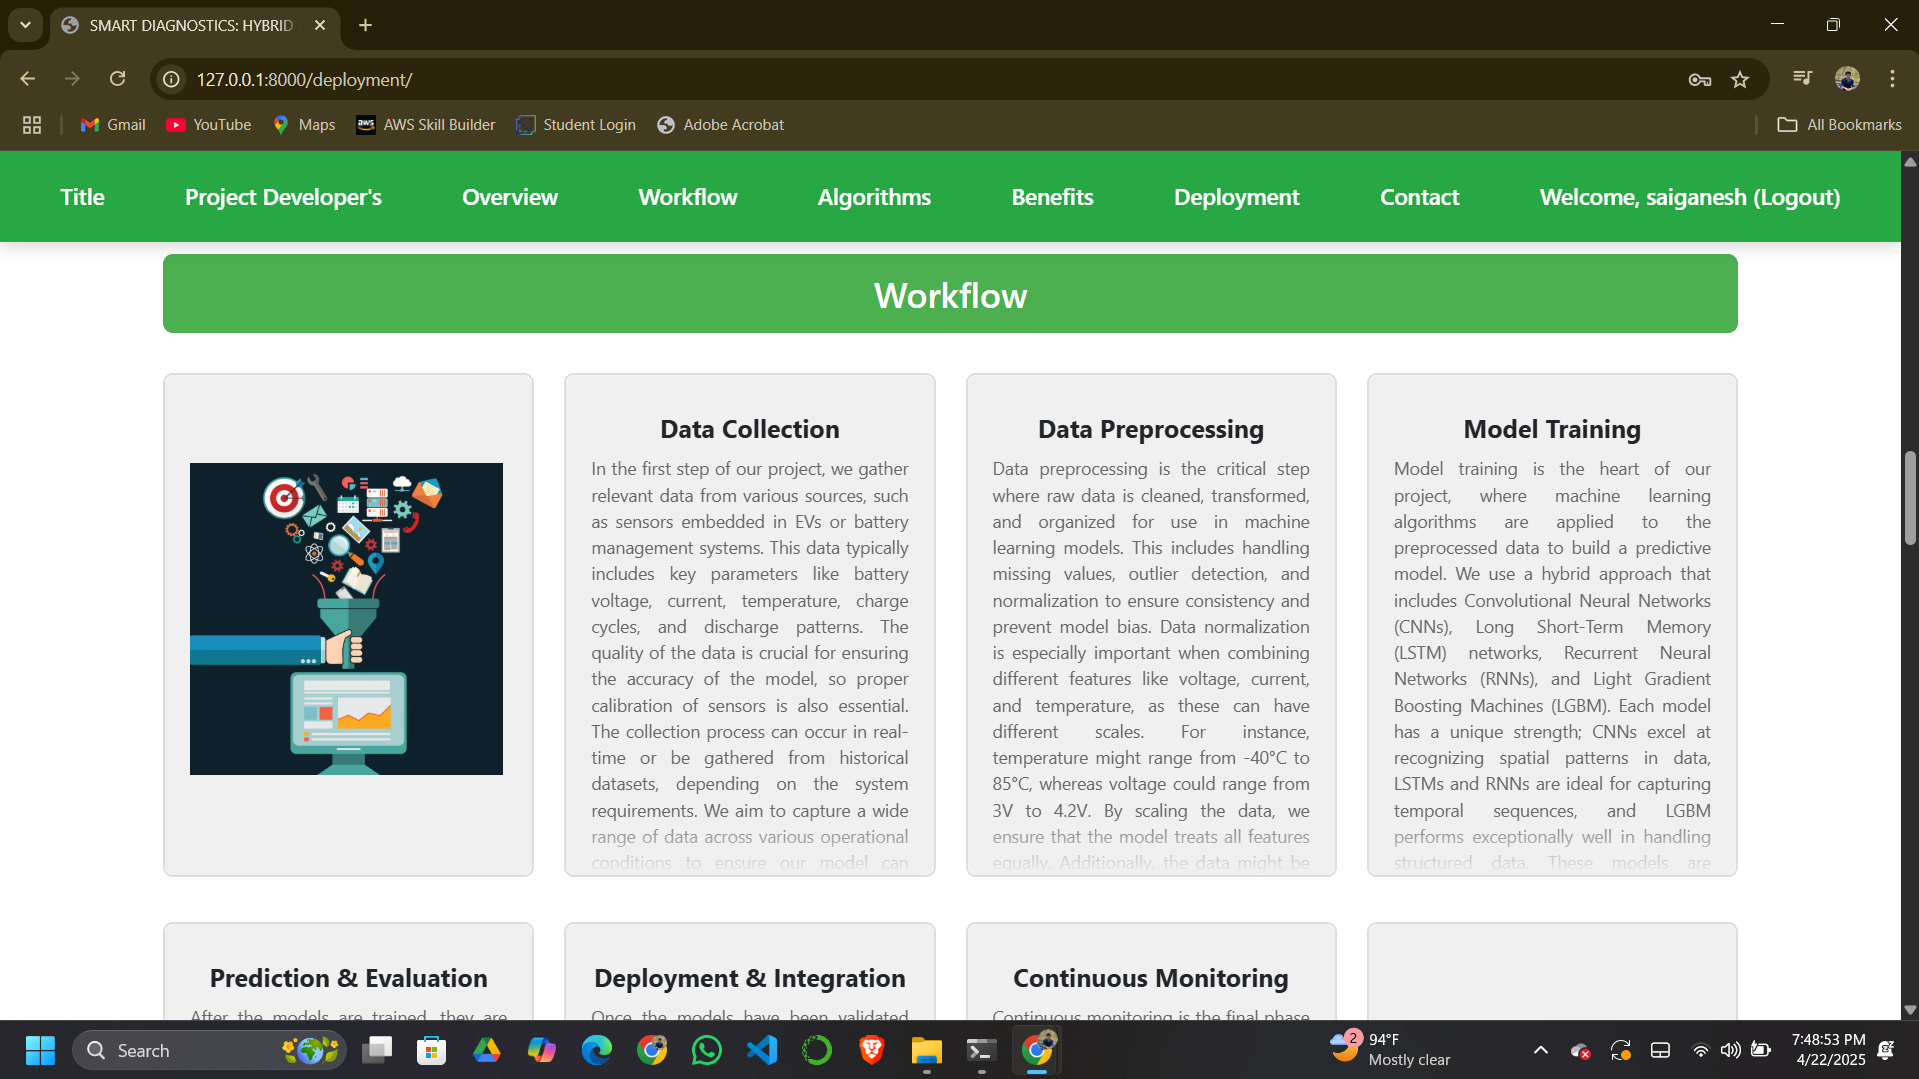 SMART DIAGNOSTICS: HYBRID
127.0.0.1:8000/deployment/
Gmail YouTube Maps aws AWS Skill Builder Student Login Adobe Acrobat All Bookmarks
Title Project Developer's Overview Workflow Algorithms Benefits Deployment Contact Welcome, saiganesh (Logout)
Workflow
Data Collection
In the first step of our project, we gather
relevant data from various sources, such
as sensors embedded in EVs or battery
management systems. This data typically
includes key parameters like battery
voltage, current, temperature, charge
cycles, and discharge patterns. The
quality of the data is crucial for ensuring
the accuracy of the model, so proper
calibration of sensors is also essential.
The collection process can occur in real-
time or be gathered from historical
datasets, depending on the system
requirements. We aim to capture a wide
range of data across various operational
conditions to ensure our model can
Data Preprocessing
Data preprocessing is the critical step
where raw data is cleaned, transformed,
and organized for use in machine
learning models. This includes handling
missing values, outlier detection, and
normalization to ensure consistency and
prevent model bias. Data normalization
is especially important when combining
different features like voltage, current,
and temperature, as these can have
different scales. For instance,
temperature might range from -40°C to
85°C, whereas voltage could range from
3V to 4.2V. By scaling the data, we
ensure that the model treats all features
equally. Additionally, the data might be
Model Training
Model training is the heart of our
project, where machine learning
algorithms are applied to the
preprocessed data to build a predictive
model. We use a hybrid approach that
includes Convolutional Neural Networks
(CNNs), Long Short-Term Memory
(LSTM) networks, Recurrent Neural
Networks (RNNs), and Light Gradient
Boosting Machines (LGBM). Each model
has a unique strength; CNNs excel at
recognizing spatial patterns in data,
LSTMs and RNNs are ideal for capturing
temporal sequences, and LGBM
performs exceptionally well in handling
structured data. These models are
Prediction & Evaluation
After the models are trained, they are
Deployment & Integration
Once the models have been validated
Continuous Monitoring
Continuous monitoring is the final phase
Search
2
94°F
Mostly clear
7:48:53 PM
4/22/2025